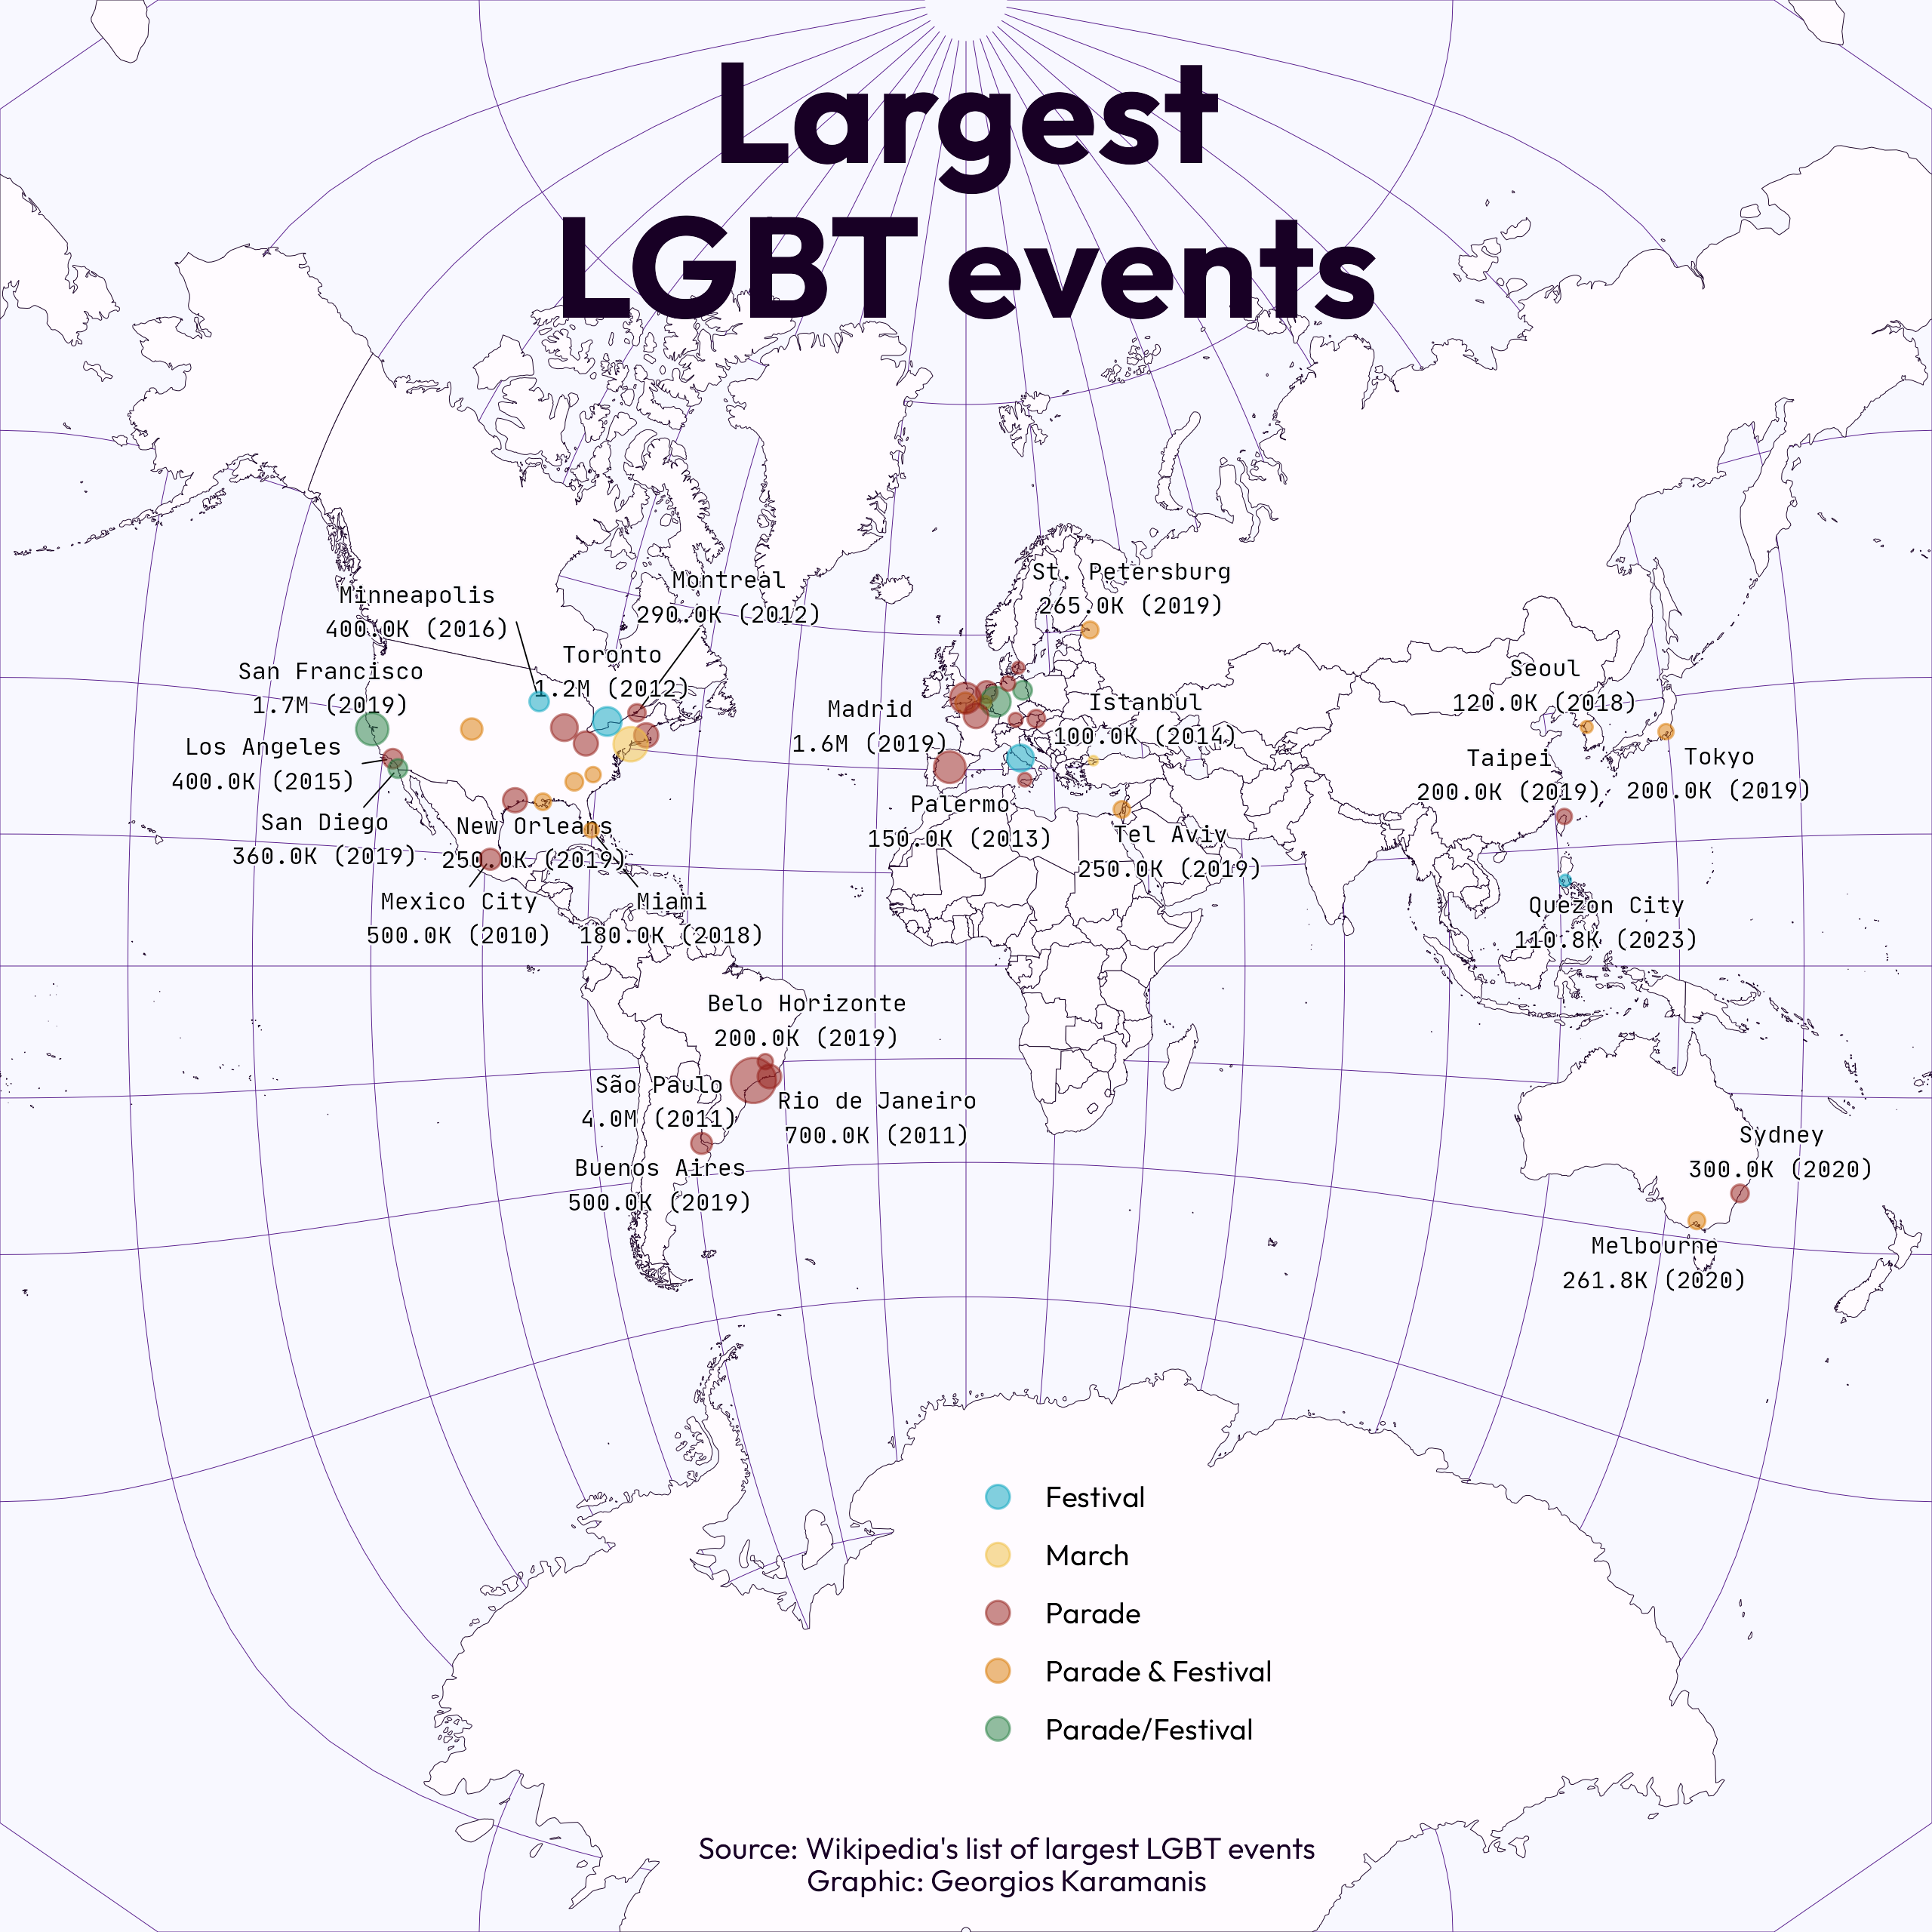 Largest
LGBT events
Montreal
290.0K (2012)
St. Petersburg
265.0K (2019)
Minneapolis
400.0K (2016)
Toronto
1.2M (2012)
San Francisco
1.7M (2019)
Seoul
120.0K (2018)
Madrid
1.6M (2019)
Istanbul
100.0K (2014)
Los Angeles
400.0K (2015)
Taipei
200.0K (2019)
Tokyo
200.0K (2019)
San Diego
360.0K (2019)
New Orleans
250.0K (2019)
Palermo
150.0K (2013)
Tel Aviv
250.0K (2019)
Mexico City
500.0K (2010)
Miami
180.0K (2018)
Quezon City
110.8K (2023)
Belo Horizonte
200.0K (2019)
São Paulo
4.0M (2011)
Rio de Janeiro
700.0K (2011)
Buenos Aires
500.0K (2019)
Sydney
300.0K (2020)
Melbourne
261.8K (2020)
Festival
March
Parade
Parade & Festival
Parade/Festival
Source: Wikipedia's list of largest LGBT events
Graphic: Georgios Karamanis